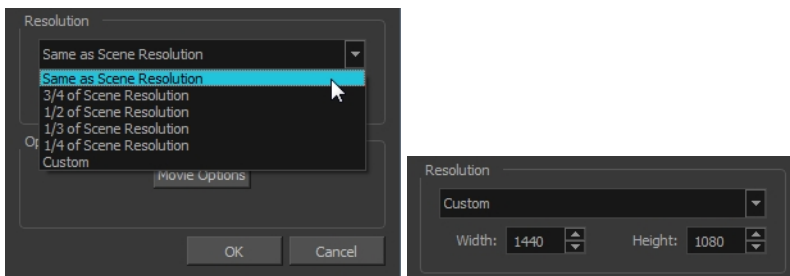 Resolution
Same as Scene Resolution
Same as Scene Resolution
3/4 of Scene Resolution
1/2 of Scene Resolution
1/3 of Scene Resolution
1/4 of Scene Resolution
Custom
Movie Options
OK Cancel
Resolution
Custom
Width: 1440 Height: 1080